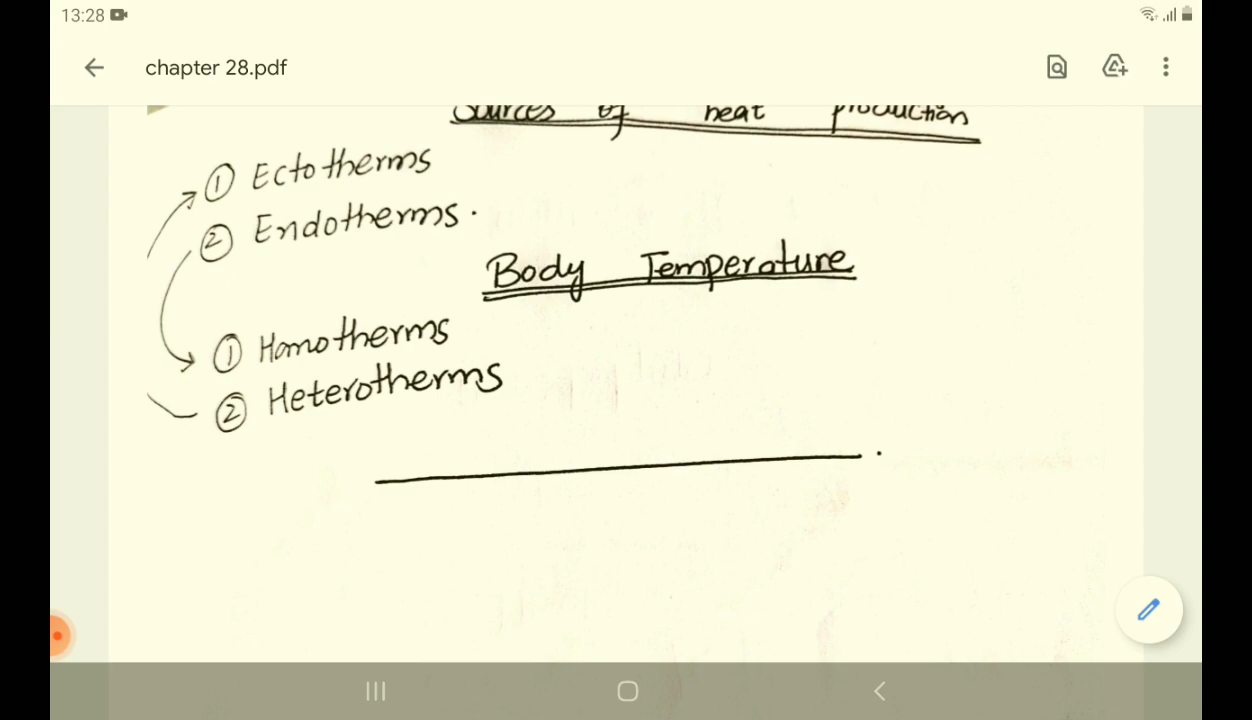 13:28
chapter 28.pdf
Sources of heat production
① Ectotherms
② Endotherms.
Body Temperature
① Homotherms
② Heterotherms